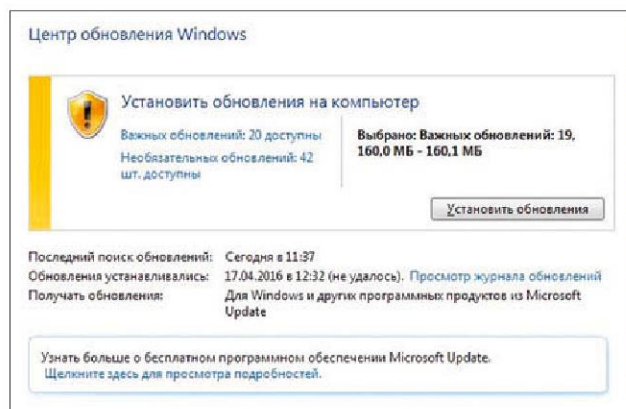 Центр обновления Windows
Установить обновления на компьютер
Важных обновлений: 20 доступны
Необязательных обновлений: 42
шт. доступны
Выбрано: Важных обновлений: 19,
160,0 МБ - 160,1 МБ
Установить обновления
Последний поиск обновлений: Сегодня в 11:37
Обновления устанавливались: 17.04.2016 в 12:32 (не удалось). Просмотр журнала обновлений
Получать обновления: Для Windows и других программных продуктов из Microsoft
Update
Узнать больше о бесплатном программном обеспечении Microsoft Update.
Щелкните здесь для просмотра подробностей.